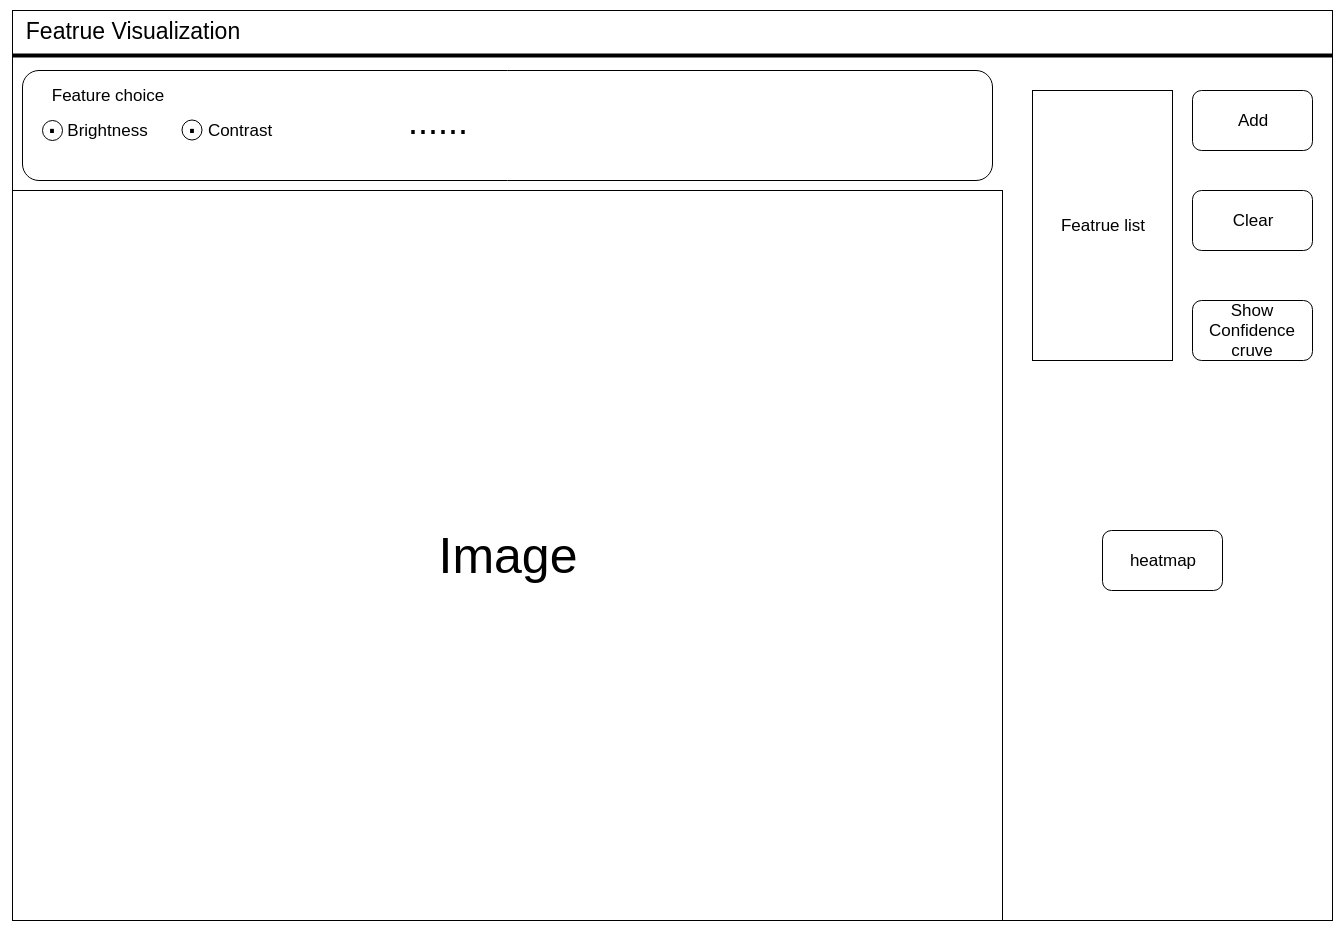 Featrue Visualization
Feature choice
Brightness
Contrast
......
Featrue list
Add
Clear
Show
Confidence
cruve
Image
heatmap